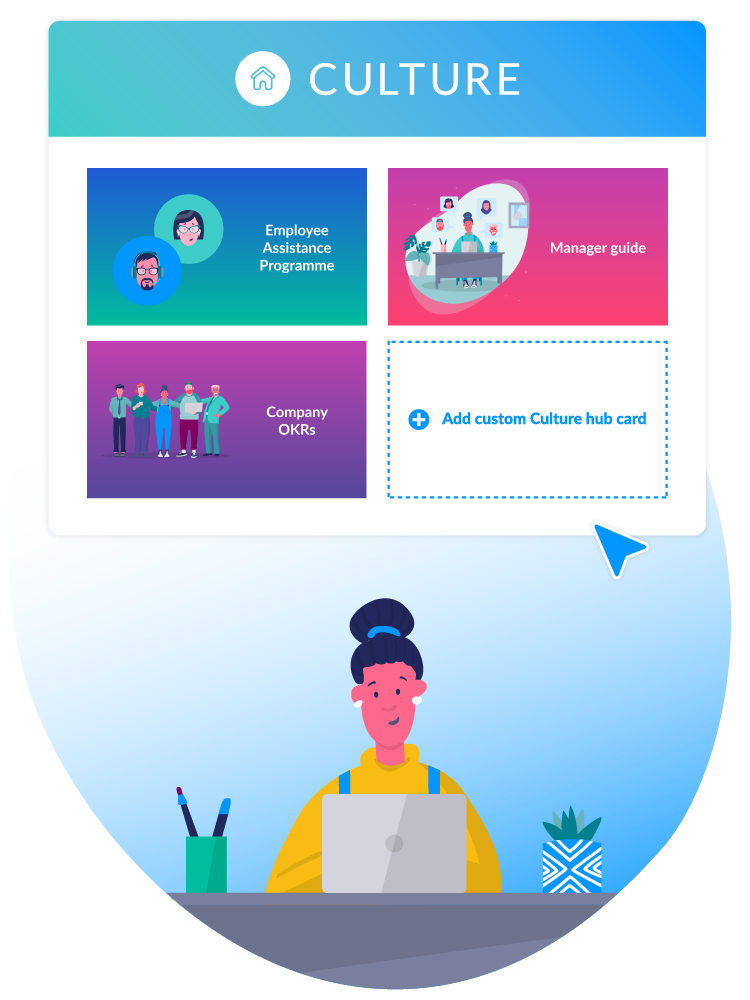 CULTURE
Employee
Assistance
Programme
Manager guide
Company
OKRs
Add custom Culture hub card